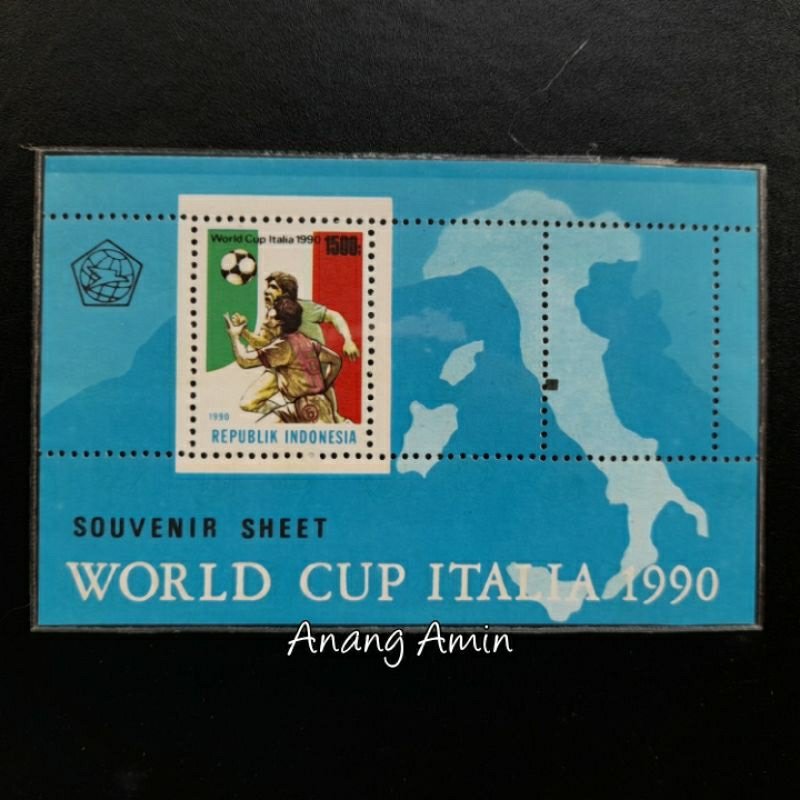 World Cup Italia 1990 1500:
1990
REPUBLIK INDONESIA
SOUVENIR SHEET
WORLD CUP ITALIA 1990
Anang Amin